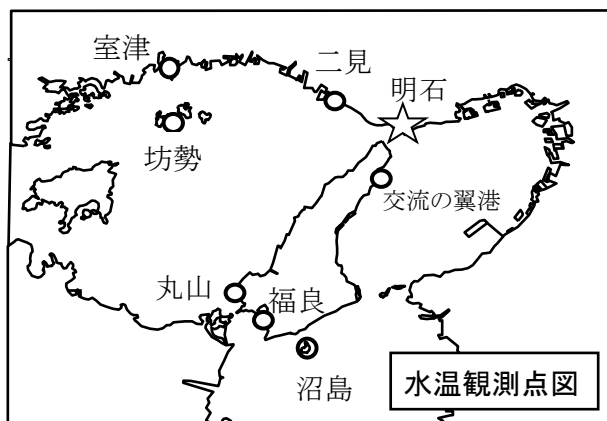 室津
二見
明石
坊勢
交流の翼港
丸山
福良
沼島
水温観測点図